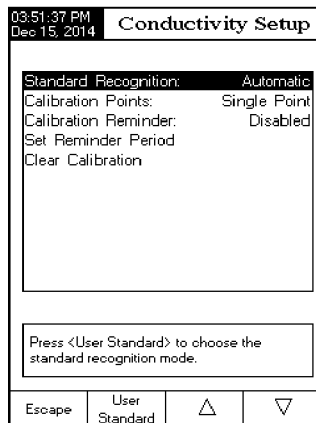 03:51:37 PM
Dec 15, 2014
Conductivity Setup
Standard Recognition: Automatic
Calibration Points: Single Point
Calibration Reminder: Disabled
Set Reminder Period
Clear Calibration
Press <User Standard> to choose the
standard recognition mode.
Escape
User
Standard